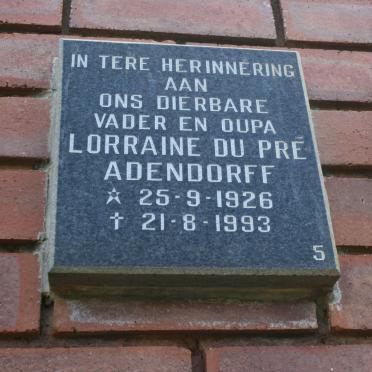 IN TERE HERINNERING
AAN
ONS DIERBARE
VADER EN OUPA
LORRAINE DU PRÉ
ADENDORFF
☆ 25-9-1926
✝ 21-8-1993
5